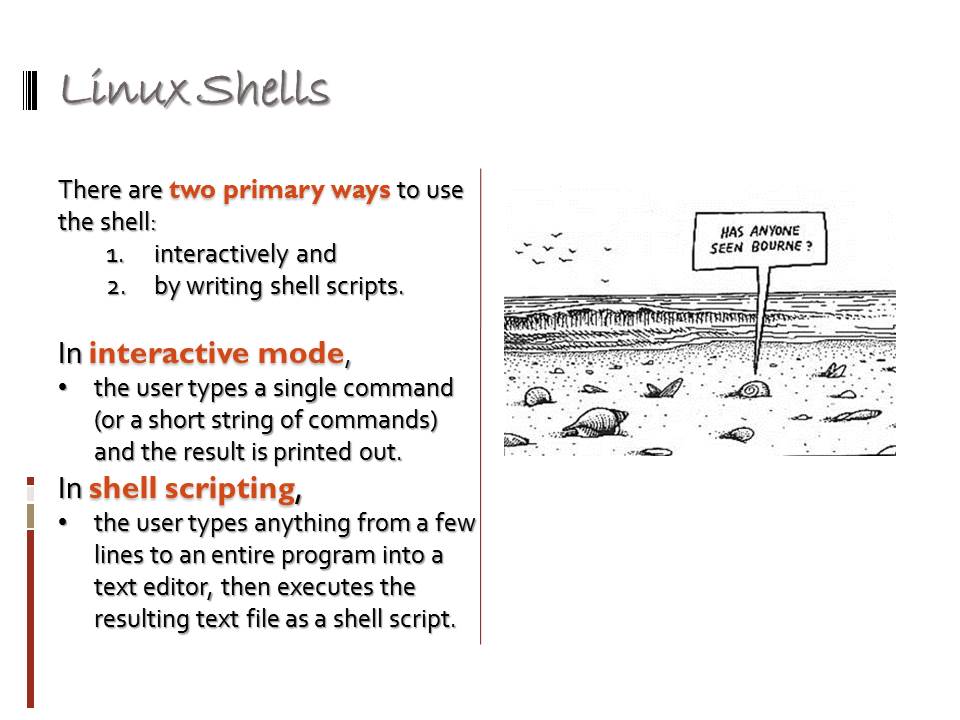 Linux Shells
There are two primary ways to use
the shell:
1. interactively and
2. by writing shell scripts.
In interactive mode,
• the user types a single command
(or a short string of commands)
and the result is printed out.
In shell scripting,
• the user types anything from a few
lines to an entire program into a
text editor, then executes the
resulting text file as a shell script.
HAS ANYONE
SEEN BOURNE?